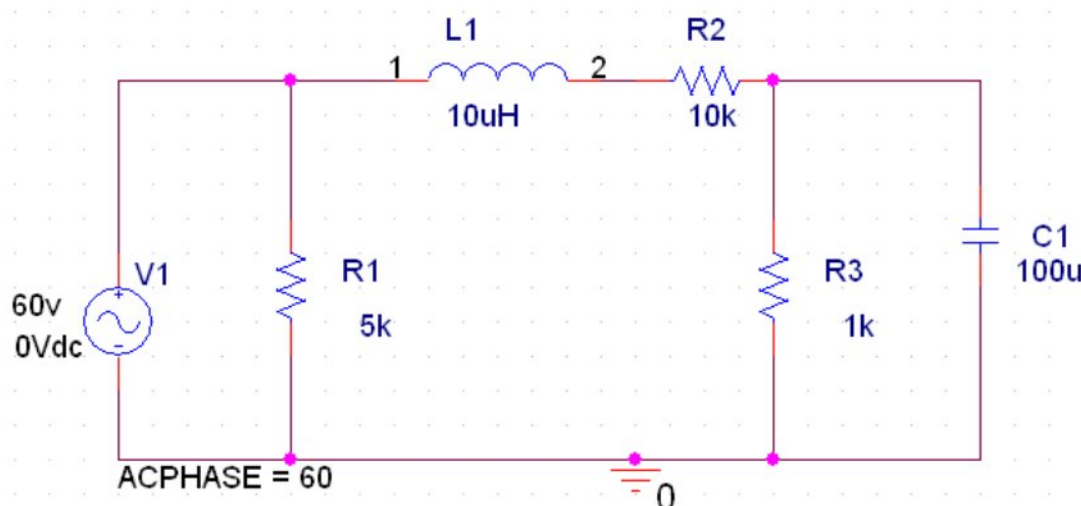 L1
R2
1
2
10uH
10k
V1
R1
R3
C1
100u
60v
0Vdc
5k
1k
+
-
ACPHASE = 60
0